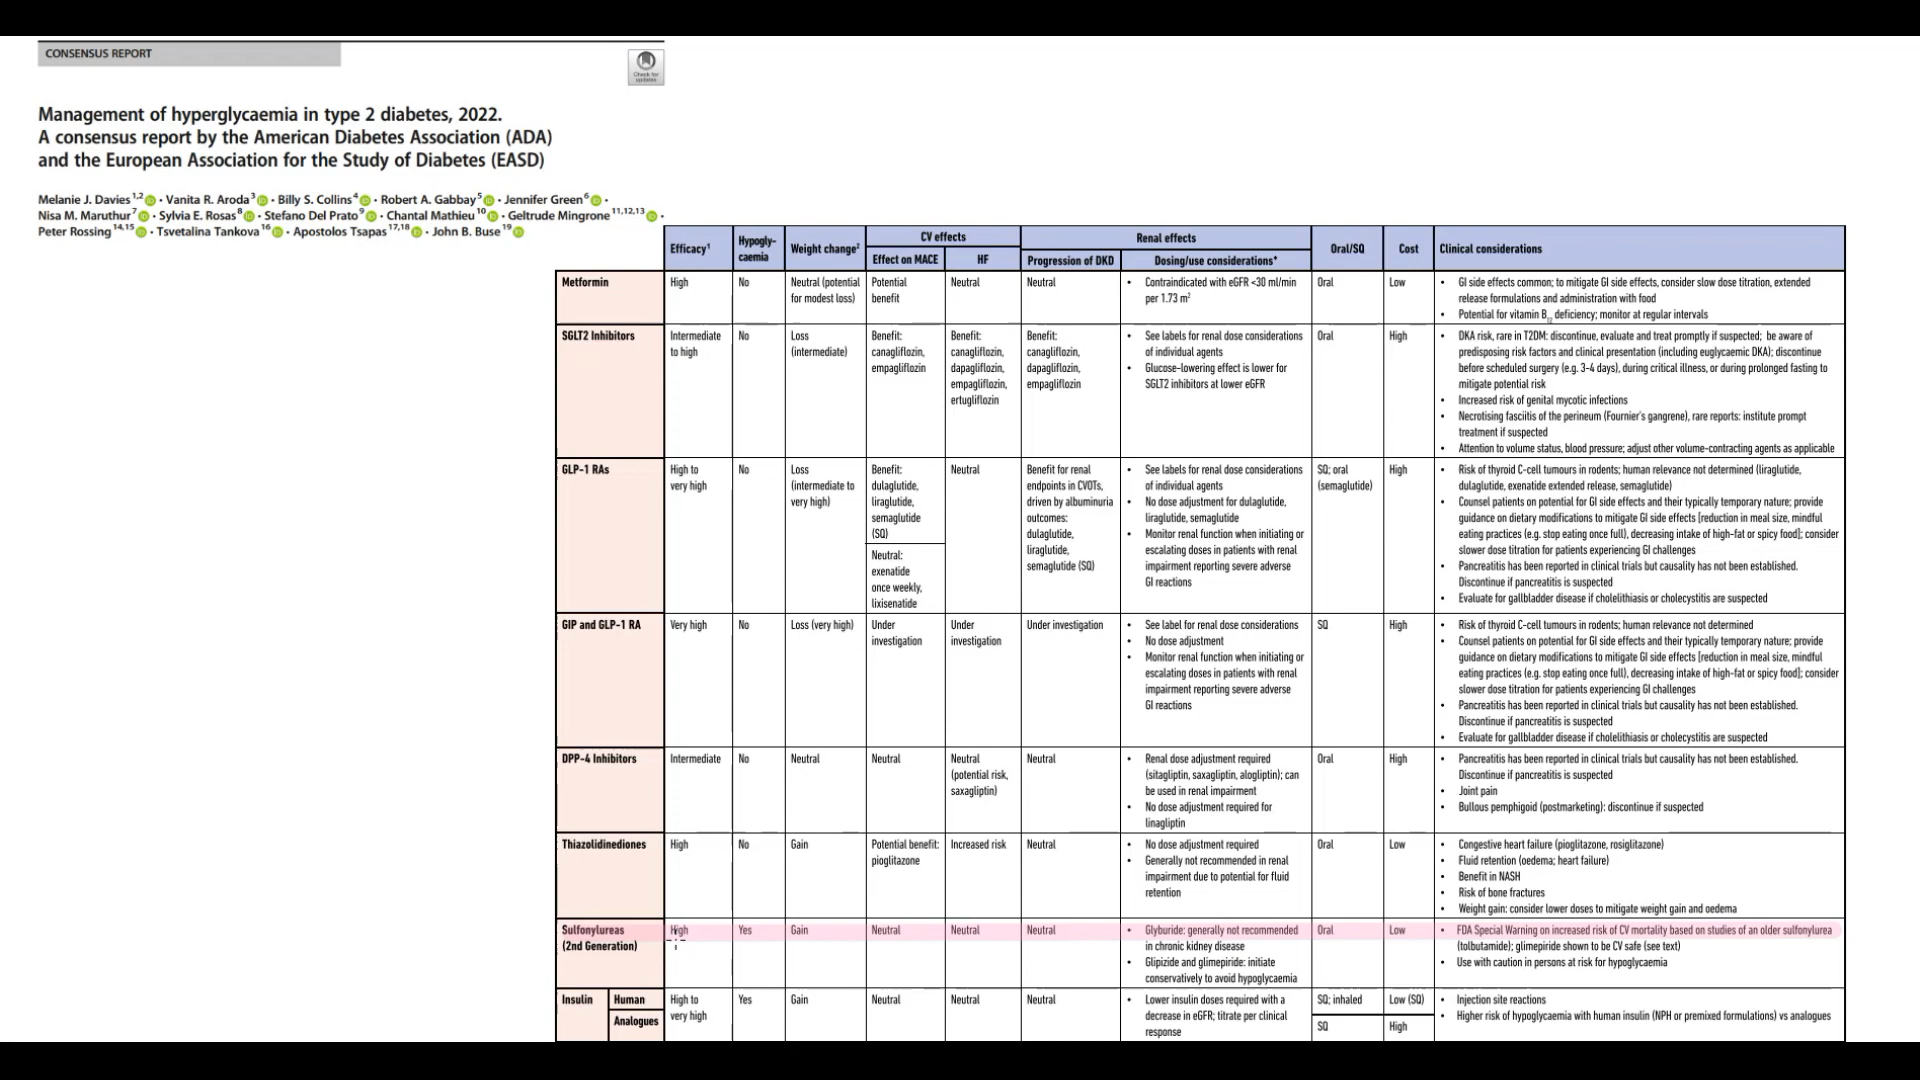 CONSENSUS REPORT
Check for
updates
Management of hyperglycaemia in type 2 diabetes, 2022.
A consensus report by the American Diabetes Association (ADA)
and the European Association for the Study of Diabetes (EASD)
Melanie J. Davies 1,2 · Vanita R. Aroda 3 · Billy S. Collins 4 · Robert A. Gabbay 5 · Jennifer Green 6 ·
Nisa M. Maruthur 7 · Sylvia E. Rosas 8 · Stefano Del Prato 9 · Chantal Mathieu 10 · Geltrude Mingrone 11,12,13 ·
Peter Rossing 14,15 · Tsvetalina Tankova 16 · Apostolos Tsapas 17,18 · John B. Buse 19
Efficacy¹
Hypogly-
caemia
Weight change²
CV effects
Effect on MACE
HF
Renal effects
Progression of DKD
Dosing/use considerations*
Oral/SQ
Cost
Clinical considerations
Metformin
High
No
Neutral (potential
for modest loss)
Potential
benefit
Neutral
Neutral
• Contraindicated with eGFR <30 ml/min
per 1.73 m²
Oral
Low
• GI side effects common; to mitigate GI side effects, consider slow dose titration, extended
release formulations and administration with food
• Potential for vitamin B12 deficiency; monitor at regular intervals
SGLT2 Inhibitors
Intermediate
to high
No
Loss
(intermediate)
Benefit:
canagliflozin,
empagliflozin
Benefit:
canagliflozin,
dapagliflozin,
empagliflozin,
ertugliflozin
Benefit:
canagliflozin,
dapagliflozin,
empagliflozin
• See labels for renal dose considerations
of individual agents
• Glucose-lowering effect is lower for
SGLT2 inhibitors at lower eGFR
Oral
High
• DKA risk, rare in T2DM: discontinue, evaluate and treat promptly if suspected; be aware of
predisposing risk factors and clinical presentation (including euglycaemic DKA); discontinue
before scheduled surgery (e.g. 3-4 days), during critical illness, or during prolonged fasting to
mitigate potential risk
• Increased risk of genital mycotic infections
• Necrotising fasciitis of the perineum (Fournier's gangrene), rare reports: institute prompt
treatment if suspected
• Attention to volume status, blood pressure; adjust other volume-contracting agents as applicable
GLP-1 RAs
High to
very high
No
Loss
(intermediate to
very high)
Benefit:
dulaglutide,
liraglutide,
semaglutide
(SQ)
Neutral:
exenatide
once weekly,
lixisenatide
Neutral
Benefit for renal
endpoints in CVOTs,
driven by albuminuria
outcomes:
dulaglutide,
liraglutide,
semaglutide (SQ)
• See labels for renal dose considerations
of individual agents
• No dose adjustment for dulaglutide,
liraglutide, semaglutide
• Monitor renal function when initiating or
escalating doses in patients with renal
impairment reporting severe adverse
GI reactions
SQ; oral
(semaglutide)
High
• Risk of thyroid C-cell tumours in rodents; human relevance not determined (liraglutide,
dulaglutide, exenatide extended release, semaglutide)
• Counsel patients on potential for GI side effects and their typically temporary nature; provide
guidance on dietary modifications to mitigate GI side effects [reduction in meal size, mindful
eating practices (e.g. stop eating once full), decreasing intake of high-fat or spicy food]; consider
slower dose titration for patients experiencing GI challenges
• Pancreatitis has been reported in clinical trials but causality has not been established.
Discontinue if pancreatitis is suspected
• Evaluate for gallbladder disease if cholelithiasis or cholecystitis are suspected
GIP and GLP-1 RA
Very high
No
Loss (very high)
Under
investigation
Under
investigation
Under investigation
• See label for renal dose considerations
• No dose adjustment
• Monitor renal function when initiating or
escalating doses in patients with renal
impairment reporting severe adverse
GI reactions
SQ
High
• Risk of thyroid C-cell tumours in rodents; human relevance not determined
• Counsel patients on potential for GI side effects and their typically temporary nature; provide
guidance on dietary modifications to mitigate GI side effects [reduction in meal size, mindful
eating practices (e.g. stop eating once full), decreasing intake of high-fat or spicy food]; consider
slower dose titration for patients experiencing GI challenges
• Pancreatitis has been reported in clinical trials but causality has not been established.
Discontinue if pancreatitis is suspected
• Evaluate for gallbladder disease if cholelithiasis or cholecystitis are suspected
DPP-4 Inhibitors
Intermediate
No
Neutral
Neutral
Neutral
(potential risk,
saxagliptin)
Neutral
• Renal dose adjustment required
(sitagliptin, saxagliptin, alogliptin); can
be used in renal impairment
• No dose adjustment required for
linagliptin
Oral
High
• Pancreatitis has been reported in clinical trials but causality has not been established.
Discontinue if pancreatitis is suspected
• Joint pain
• Bullous pemphigoid (postmarketing): discontinue if suspected
Thiazolidinediones
High
No
Gain
Potential benefit:
pioglitazone
Increased risk
Neutral
• No dose adjustment required
• Generally not recommended in renal
impairment due to potential for fluid
retention
Oral
Low
• Congestive heart failure (pioglitazone, rosiglitazone)
• Fluid retention (oedema; heart failure)
• Benefit in NASH
• Risk of bone fractures
• Weight gain: consider lower doses to mitigate weight gain and oedema
Sulfonylureas
(2nd Generation)
High
Yes
Gain
Neutral
Neutral
Neutral
• Glyburide: generally not recommended
in chronic kidney disease
• Glipizide and glimepiride: initiate
conservatively to avoid hypoglycaemia
Oral
Low
• FDA Special Warning on increased risk of CV mortality based on studies of an older sulfonylurea
(tolbutamide); glimepiride shown to be CV safe (see text)
• Use with caution in persons at risk for hypoglycaemia
Insulin
Human
Analogues
High to
very high
Yes
Gain
Neutral
Neutral
Neutral
• Lower insulin doses required with a
decrease in eGFR; titrate per clinical
response
SQ; inhaled
SQ
Low (SQ)
High
• Injection site reactions
• Higher risk of hypoglycaemia with human insulin (NPH or premixed formulations) vs analogues